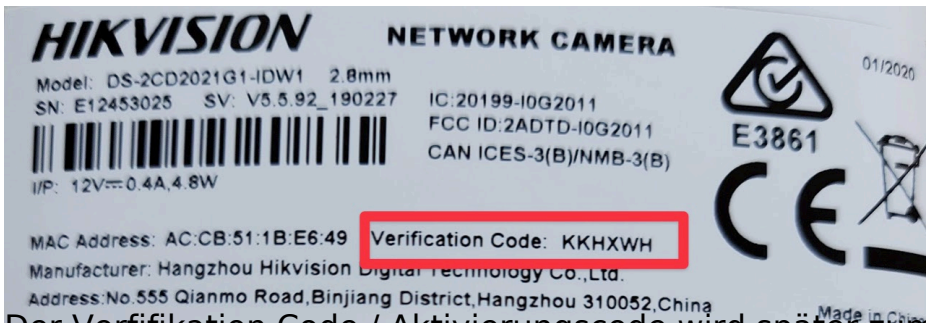 HIKVISION NETWORK CAMERA
Model: DS-2CD2021G1-IDW1 2.8mm
01/2020
SN: E12453025 SV: V5.5.92_190227
IC:20199-I0G2011
FCC ID:2ADTD-I0G2011
CAN ICES-3(B)/NMB-3(B)
E3861
I/P: 12V⎓0.4A,4.8W
CE
MAC Address: AC:CB:51:1B:E6:49 Verification Code: KKHXWH
Manufacturer: Hangzhou Hikvision Digital Technology Co.,Ltd.
Address:No.555 Qianmo Road,Binjiang District,Hangzhou 310052,China
Made in China